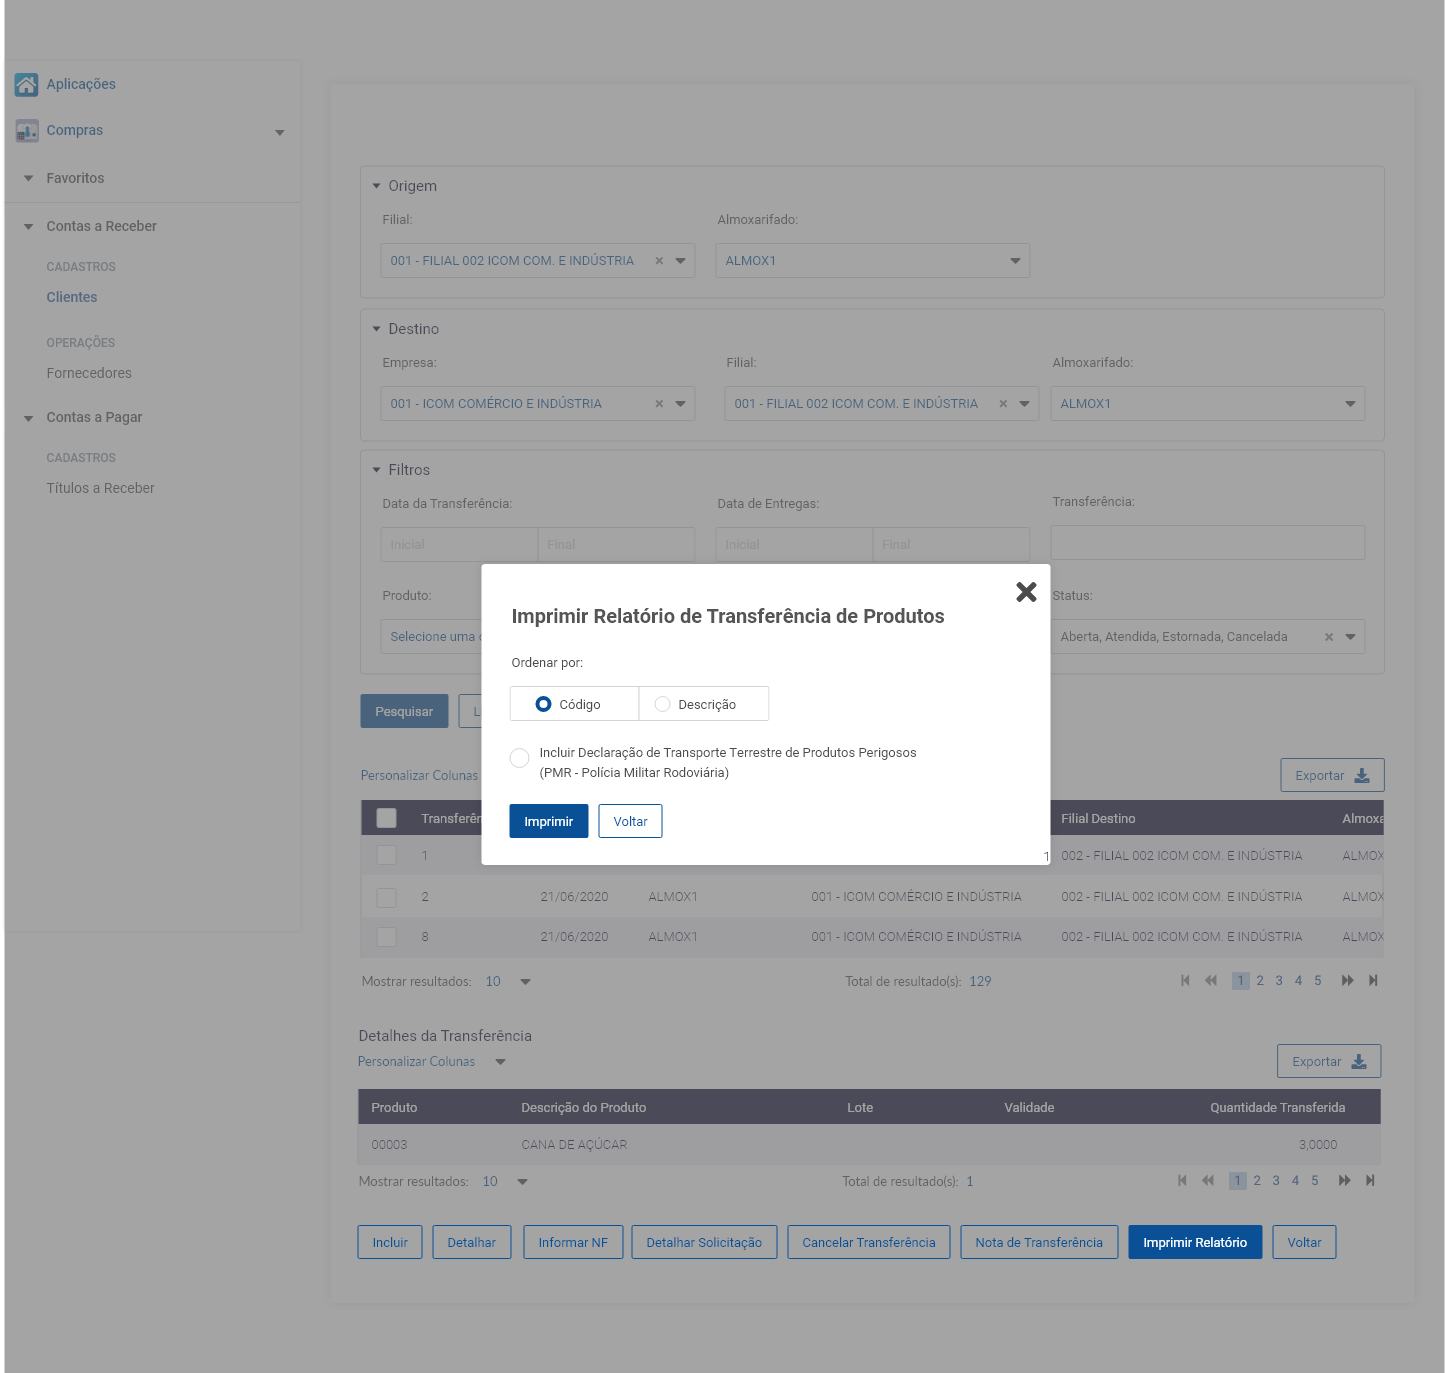 Aplicações
Compras
Favoritos
Contas a Receber
CADASTROS
Clientes
OPERAÇÕES
Fornecedores
Contas a Pagar
CADASTROS
Títulos a Receber
Origem
Filial: Almoxarifado:
001 - FILIAL 002 ICOM COM. E INDÚSTRIA × ALMOX1
Destino
Empresa: Filial: Almoxarifado:
001 - ICOM COMÉRCIO E INDÚSTRIA × 001 - FILIAL 002 ICOM COM. E INDÚSTRIA × ALMOX1
Filtros
Data da Transferência: Data de Entregas: Transferência:
Inicial Final Inicial Final
Produto: Status:
Selecione uma Aberta, Atendida, Estornada, Cancelada ×
Pesquisar L
Imprimir Relatório de Transferência de Produtos
Ordenar por:
Código Descrição
Incluir Declaração de Transporte Terrestre de Produtos Perigosos
(PMR - Polícia Militar Rodoviária)
Imprimir Voltar
1
Personalizar Colunas Exportar
Transferên Filial Destino Almoxa
1 002 - FILIAL 002 ICOM COM. E INDÚSTRIA ALMOX
2 21/06/2020 ALMOX1 001 - ICOM COMÉRCIO E INDÚSTRIA 002 - FILIAL 002 ICOM COM. E INDÚSTRIA ALMOX
8 21/06/2020 ALMOX1 001 - ICOM COMÉRCIO E INDÚSTRIA 002 - FILIAL 002 ICOM COM. E INDÚSTRIA ALMOX
Mostrar resultados: 10 Total de resultado(s): 129 1 2 3 4 5
Detalhes da Transferência
Personalizar Colunas Exportar
Produto Descrição do Produto Lote Validade Quantidade Transferida
00003 CANA DE AÇÚCAR 3,0000
Mostrar resultados: 10 Total de resultado(s): 1 1 2 3 4 5
Incluir Detalhar Informar NF Detalhar Solicitação Cancelar Transferência Nota de Transferência Imprimir Relatório Voltar